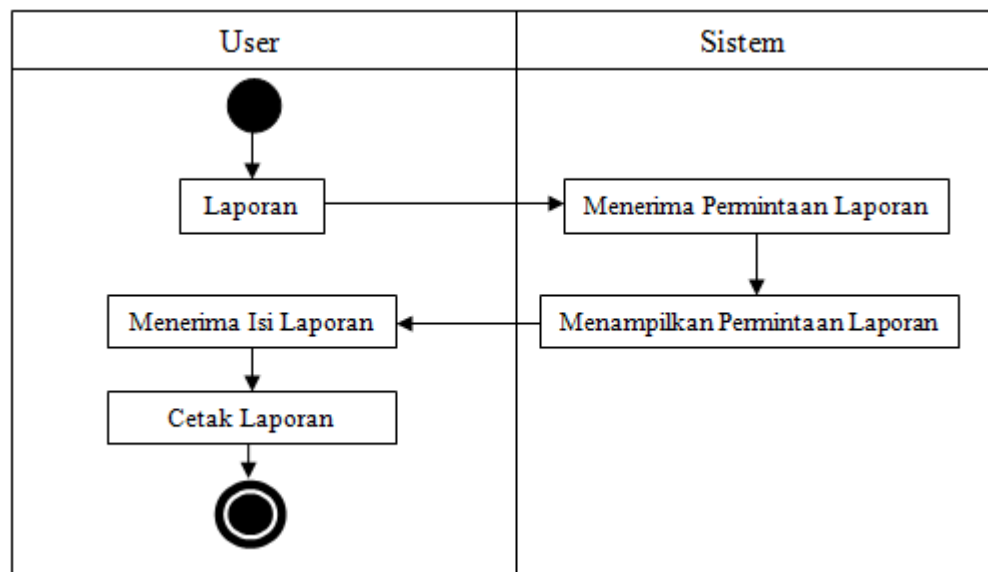 User
Sistem
Laporan
Menerima Permintaan Laporan
Menerima Isi Laporan
Menampilkan Permintaan Laporan
Cetak Laporan